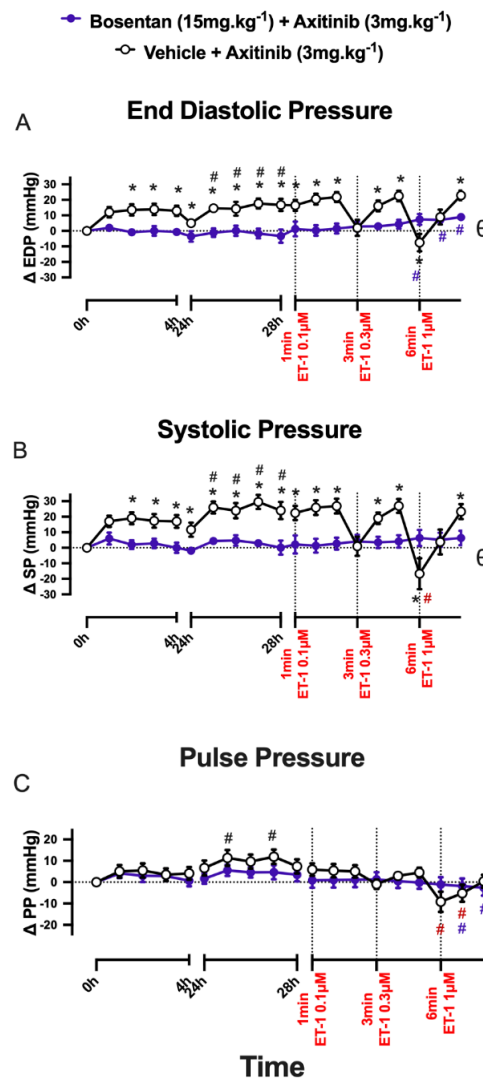 Bosentan (15mg.kg⁻¹) + Axitinib (3mg.kg⁻¹)
Vehicle + Axitinib (3mg.kg⁻¹)
End Diastolic Pressure
A
Δ EDP (mmHg)
30
20
10
0
-10
-20
-30
# # # #
* * * * * * * * * * * * * *
*
#
# #
θ
0h
4h
24h
28h
1min
ET-1 0.1µM
3min
ET-1 0.3µM
6min
ET-1 1µM
Systolic Pressure
B
Δ SP (mmHg)
30
20
10
0
-10
-20
-30
# # # #
* * * * * * * * * * * * * *
* #
θ
0h
4h
24h
28h
1min
ET-1 0.1µM
3min
ET-1 0.3µM
6min
ET-1 1µM
Pulse Pressure
C
Δ PP (mmHg)
20
10
0
-10
-20
# #
# #
#
0h
4h
24h
28h
1min
ET-1 0.1µM
3min
ET-1 0.3µM
6min
ET-1 1µM
Time